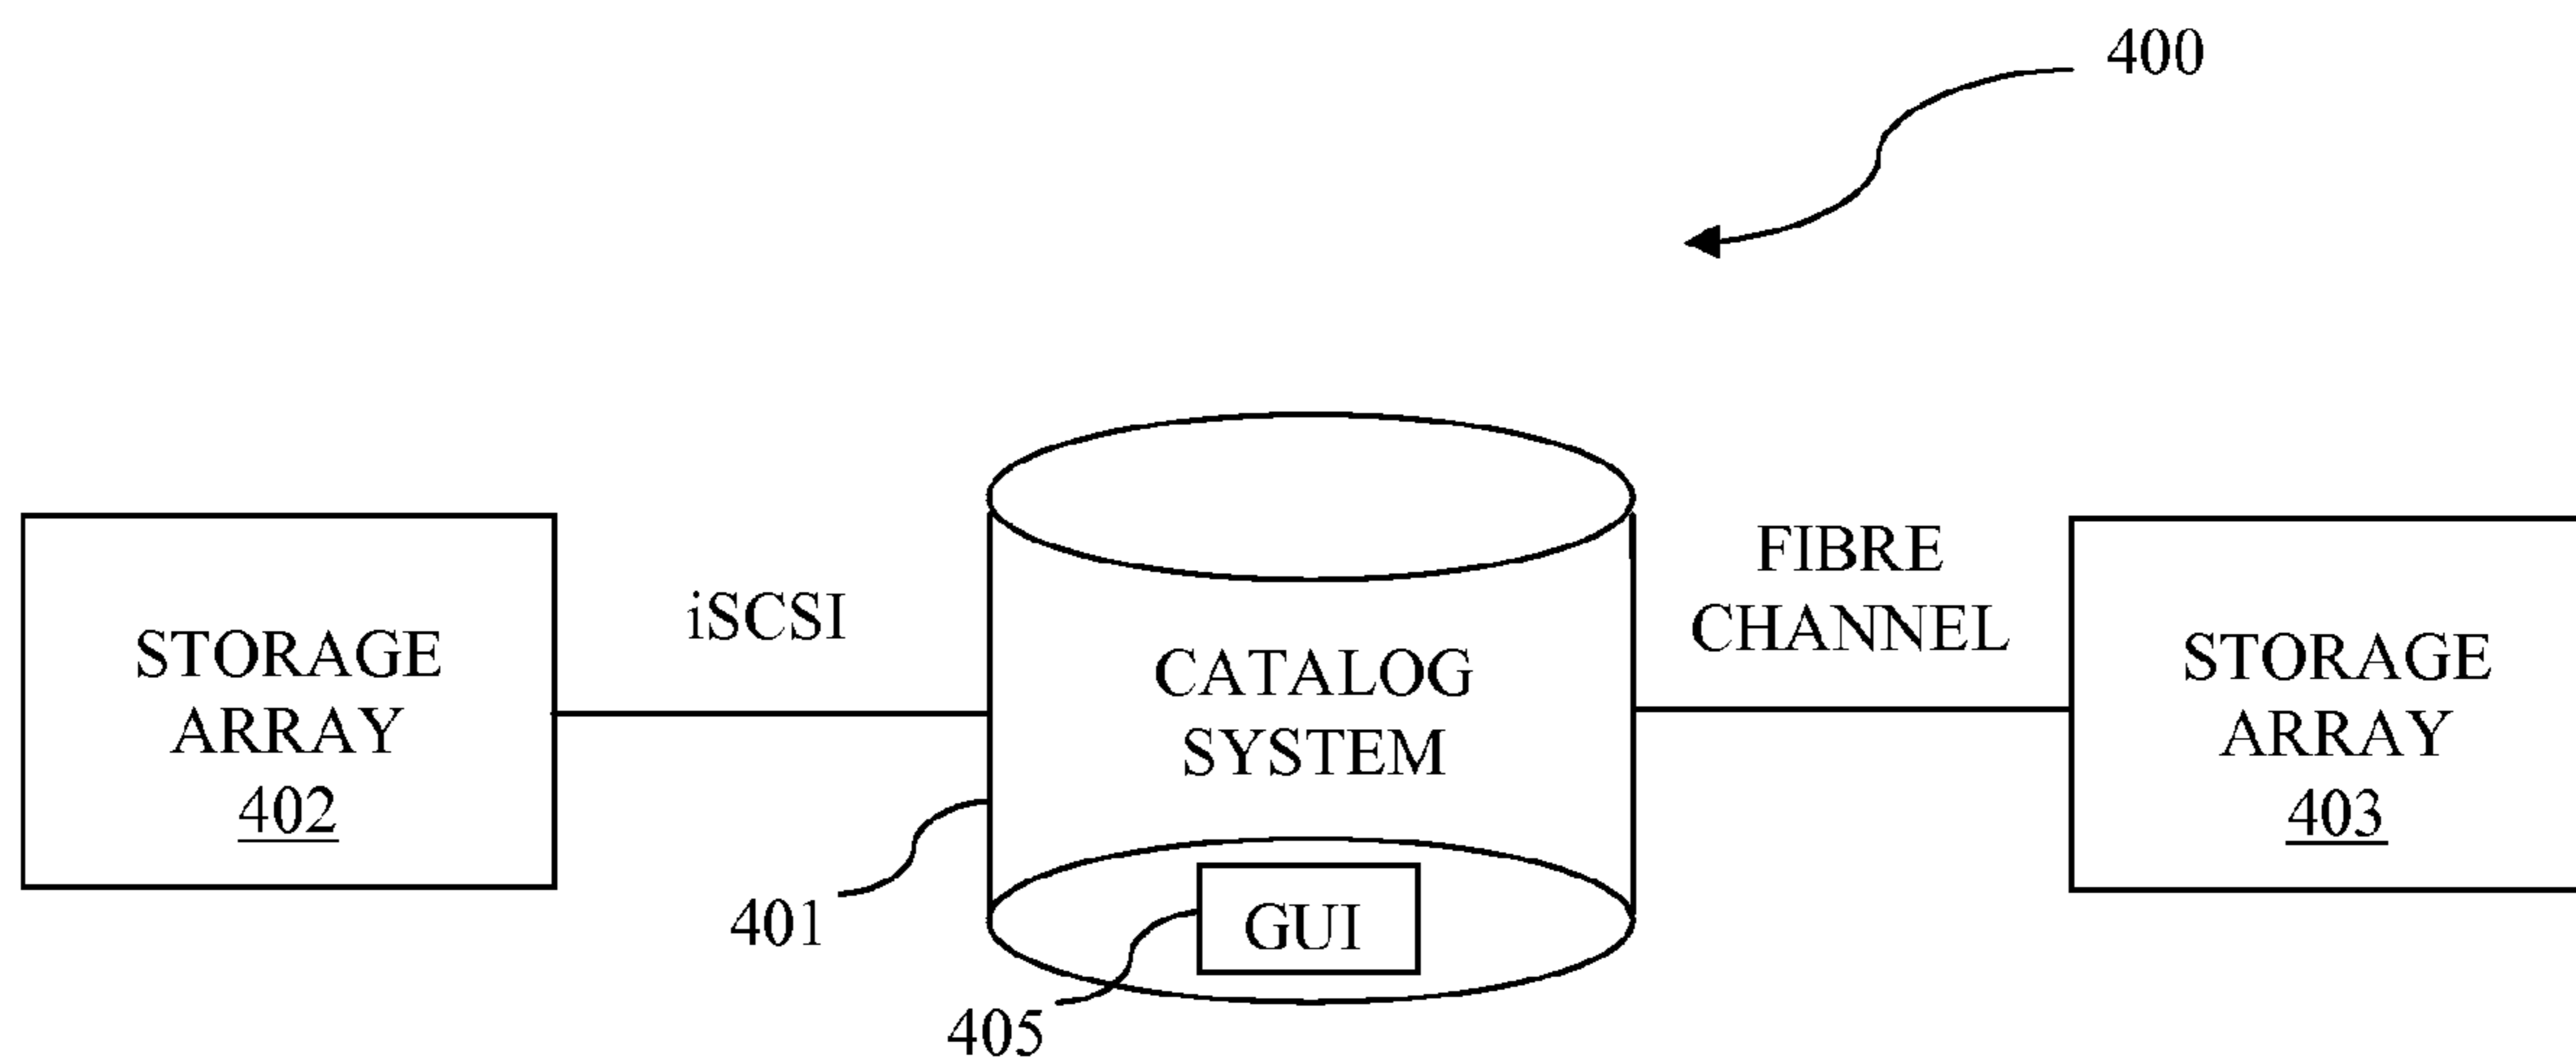 400
STORAGE
ARRAY
402
iSCSI
401
CATALOG
SYSTEM
GUI
405
FIBRE
CHANNEL
STORAGE
ARRAY
403